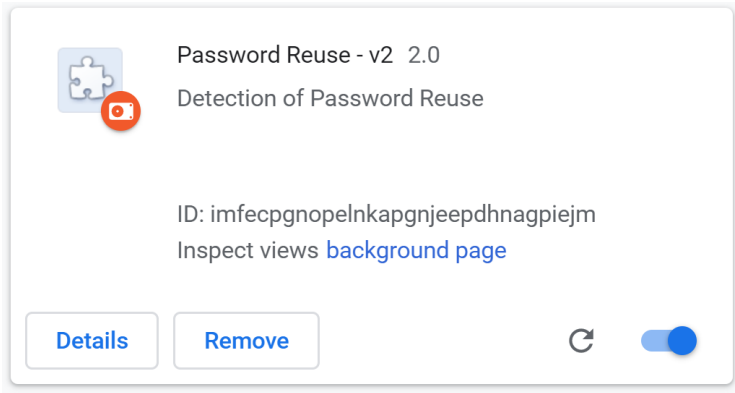 Password Reuse - v2 2.0
Detection of Password Reuse
ID: imfecpgnopelnkapgnjeepdhnagpiejm
Inspect views background page
Details Remove